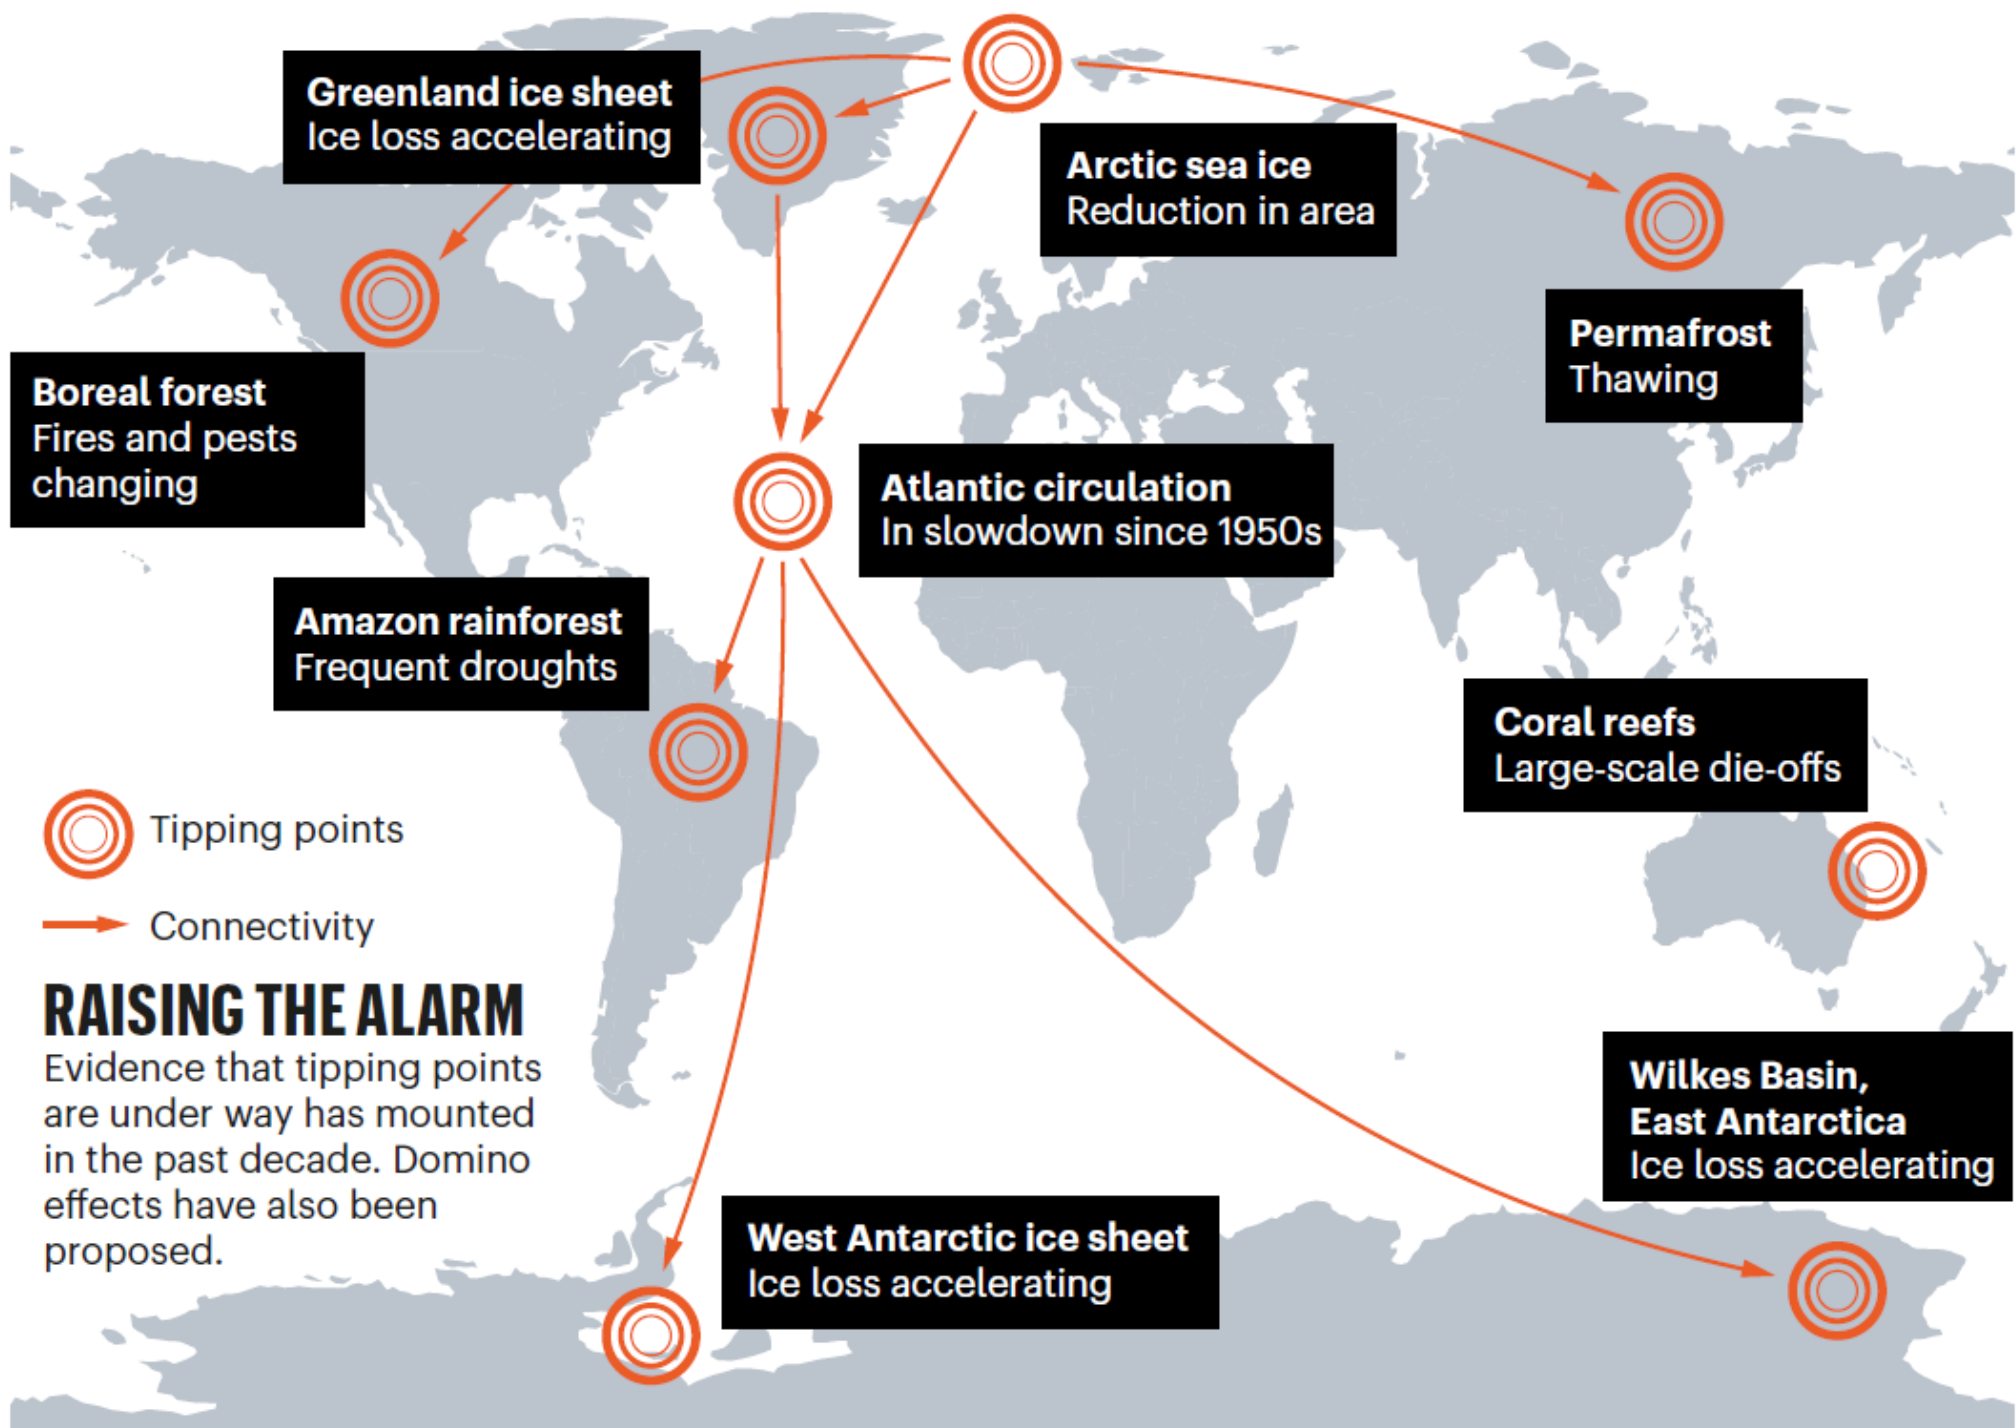 Greenland ice sheet
Ice loss accelerating
Arctic sea ice
Reduction in area
Permafrost
Thawing
Boreal forest
Fires and pests
changing
Atlantic circulation
In slowdown since 1950s
Amazon rainforest
Frequent droughts
Coral reefs
Large-scale die-offs
Tipping points
Connectivity
RAISING THE ALARM
Evidence that tipping points
are under way has mounted
in the past decade. Domino
effects have also been
proposed.
Wilkes Basin,
East Antarctica
Ice loss accelerating
West Antarctic ice sheet
Ice loss accelerating